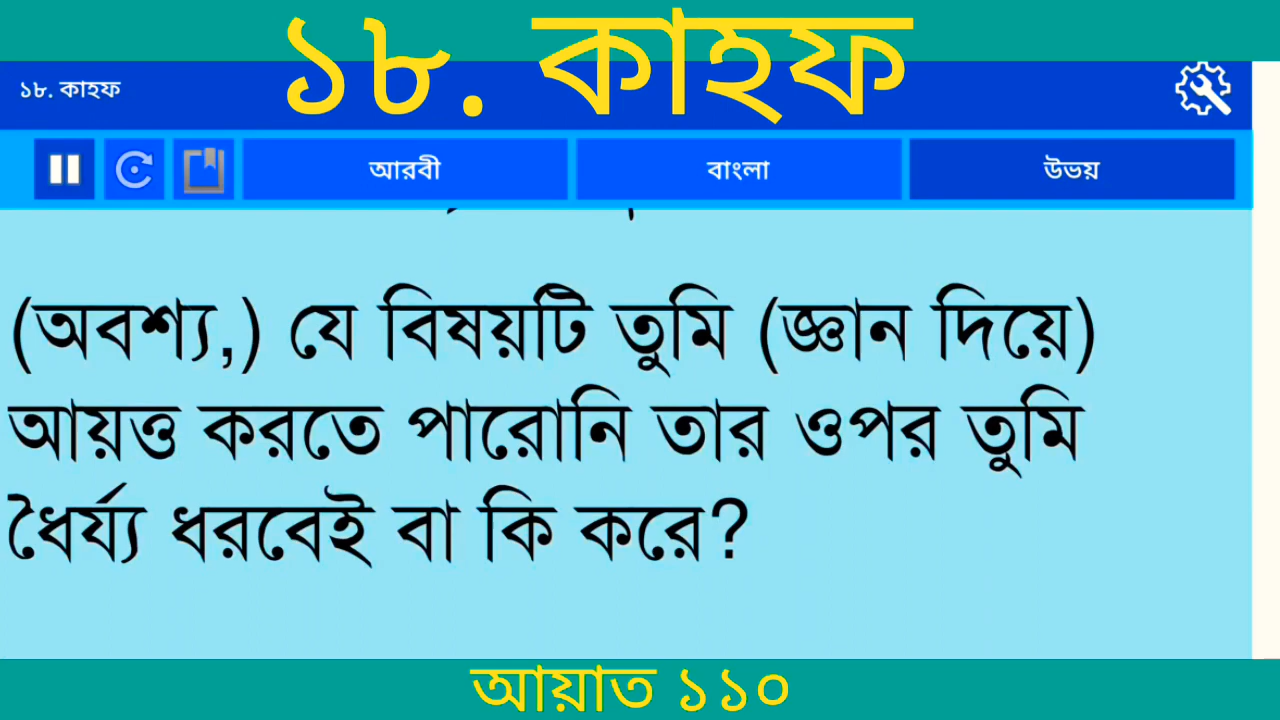 ১৮. কাহফ
১৮. কাহফ
আরবী বাংলা উভয়
(অবশ্য,) যে বিষয়টি তুমি (জ্ঞান দিয়ে)
আয়ত্ত করতে পারোনি তার ওপর তুমি
ধৈর্য্য ধরবেই বা কি করে?
আয়াত ১১০